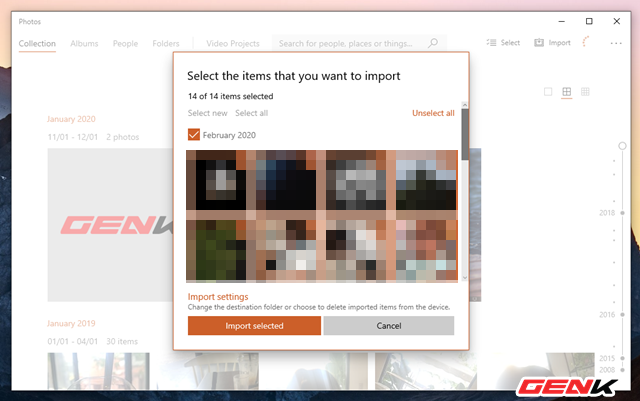 Photos
Collection Albums People Folders Video Projects Search for people, places or things... Select Import
Select the items that you want to import
14 of 14 items selected
Select new Select all Unselect all
February 2020
January 2020
11/01 - 12/01 2 photos
GENK
2018
2016
Import settings
Change the destination folder or choose to delete imported items from the device.
Import selected Cancel
January 2019
01/01 - 04/01 30 items
2015
2008
GENK